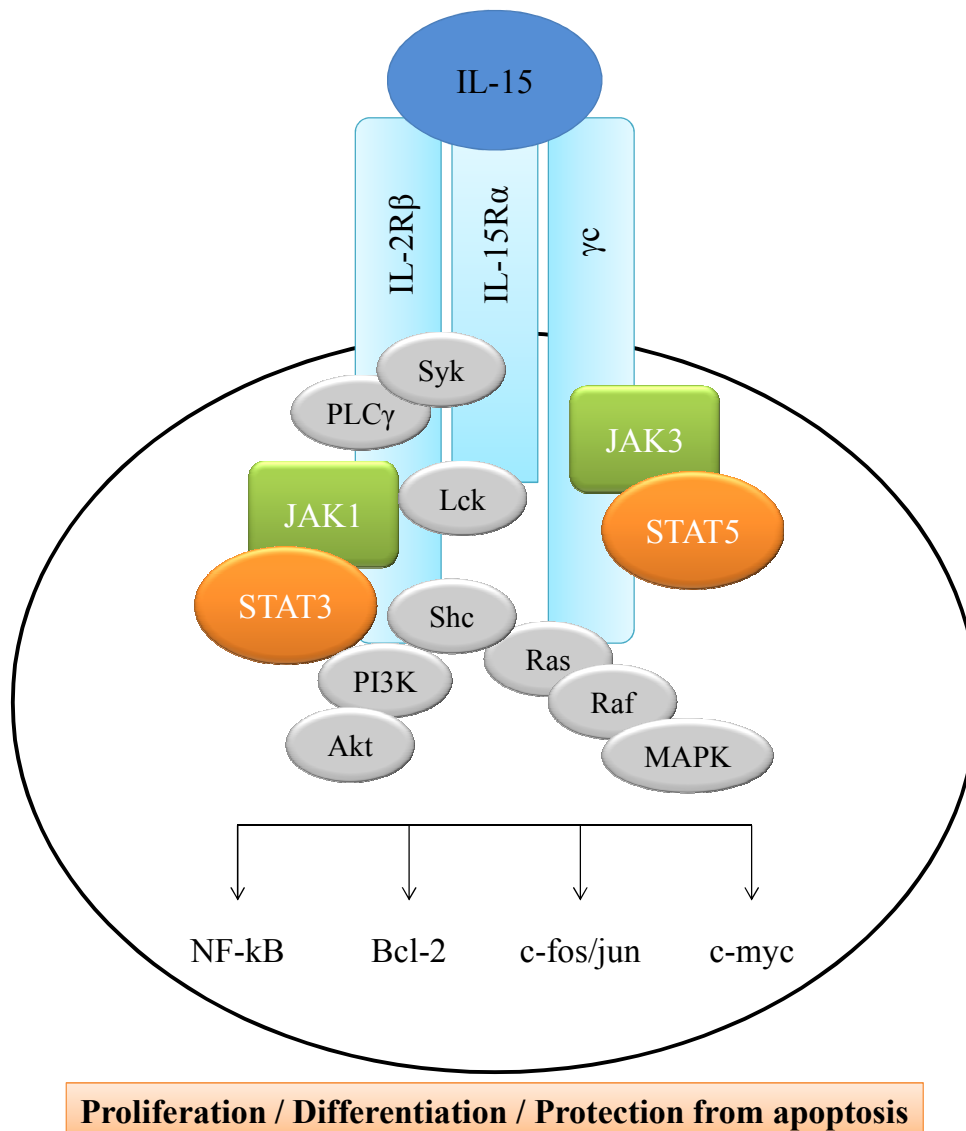 IL-15
IL-2Rβ
IL-15Rα
γc
Syk
PLCγ
JAK3
Lck
JAK1
STAT5
STAT3
Shc
Ras
PI3K
Raf
Akt
MAPK
NF-kB Bcl-2 c-fos/jun c-myc
Proliferation / Differentiation / Protection from apoptosis